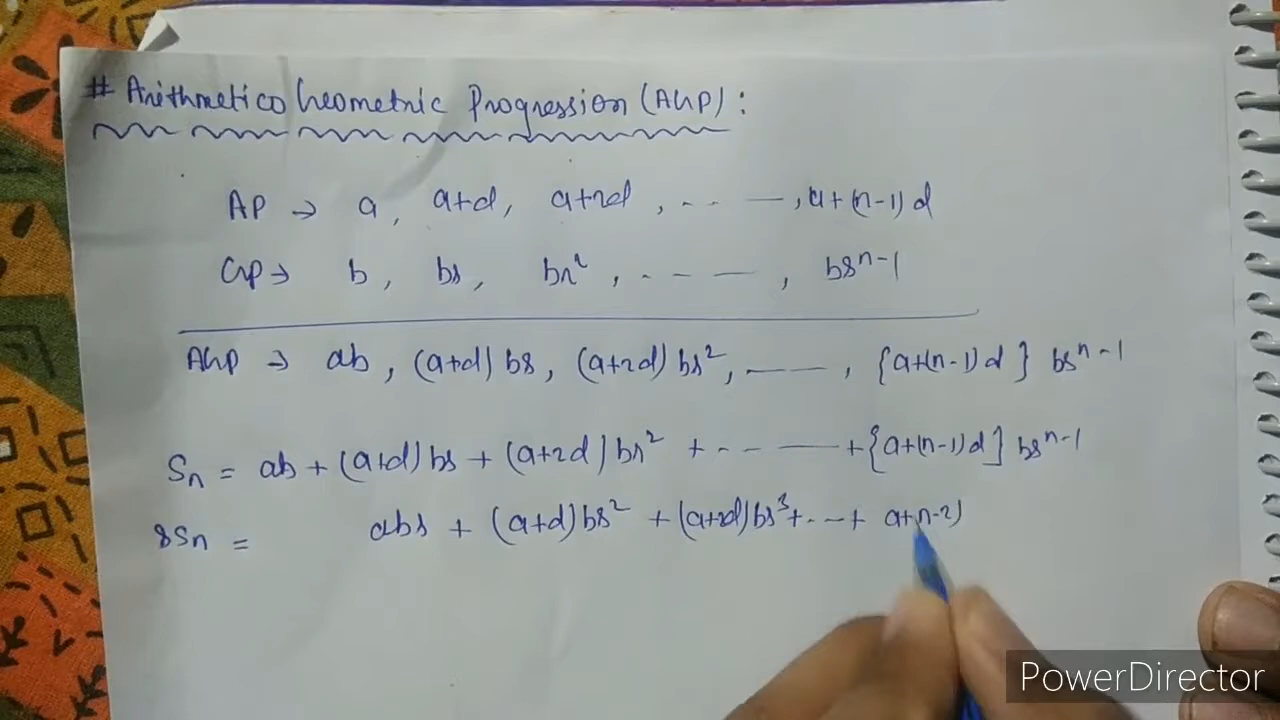 # Arithmetico Geometric Progression (AGP) :
AP → a, a+d, a+2d, ..—, a+(n-1)d
GP → b, br, br², .-—, brⁿ⁻¹
AGP → ab, (a+d)br, (a+2d)br², ——, {a+(n-1)d} brⁿ⁻¹
Sn = ab + (a+d)br + (a+2d)br² + .-— + {a+(n-1)d] brⁿ⁻¹
rSn = abr + (a+d)br² + (a+2d)br³ + ..— + a+n-2)
PowerDirector